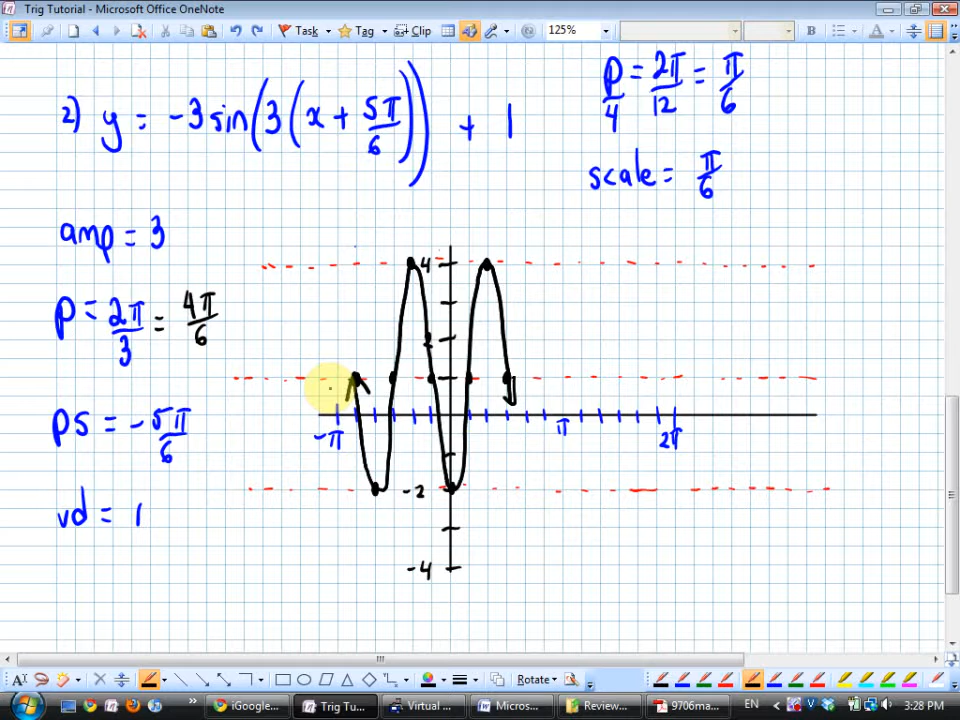 Trig Tutorial - Microsoft Office OneNote
Task Tag Clip 125% B
2) y = -3 sin(3(x + 5π/6)) + 1
P/4 = 2π/12 = π/6
scale = π/6
amp = 3
P = 2π/3 = 4π/6
ps = -5π/6
vd = 1
4
2
-π π 2π
-2
-4
Rotate
iGoogle... Trig Tu... Virtual ... Micros... Review... 9706ma... EN 3:28 PM